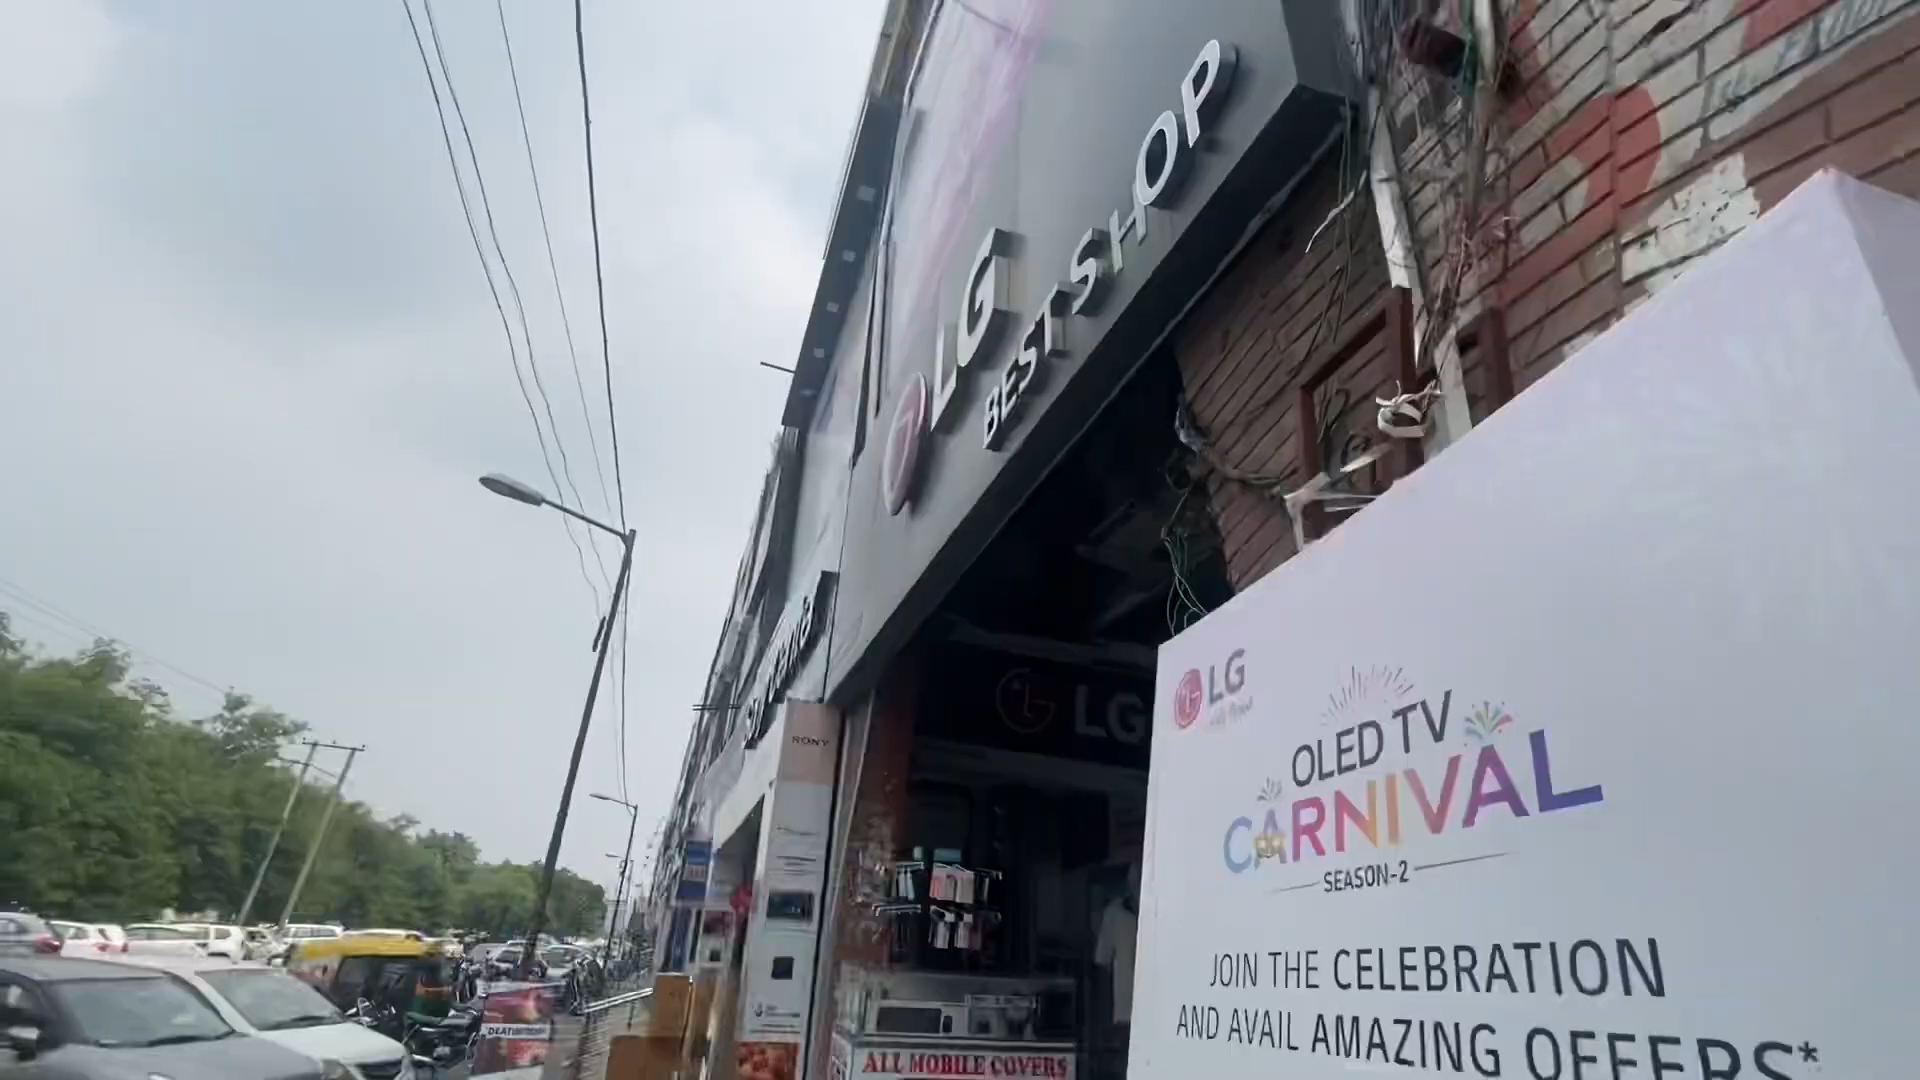 LG
BEST SHOP
SONY
LG
LG
OLED TV
CARNIVAL
SEASON-2
JOIN THE CELEBRATION
AND AVAIL AMAZING OFFERS*
ALL MOBILE COVERS